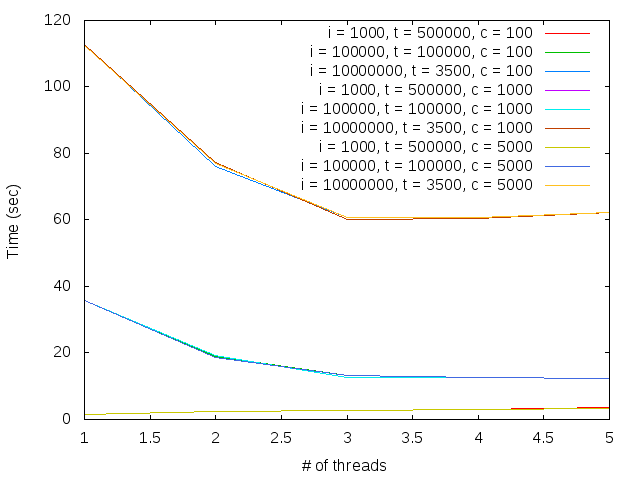 120
100
80
60
40
20
0
Time (sec)
i = 1000, t = 500000, c = 100
i = 100000, t = 100000, c = 100
i = 10000000, t = 3500, c = 100
i = 1000, t = 500000, c = 1000
i = 100000, t = 100000, c = 1000
i = 10000000, t = 3500, c = 1000
i = 1000, t = 500000, c = 5000
i = 100000, t = 100000, c = 5000
i = 10000000, t = 3500, c = 5000
1 1.5 2 2.5 3 3.5 4 4.5 5
# of threads